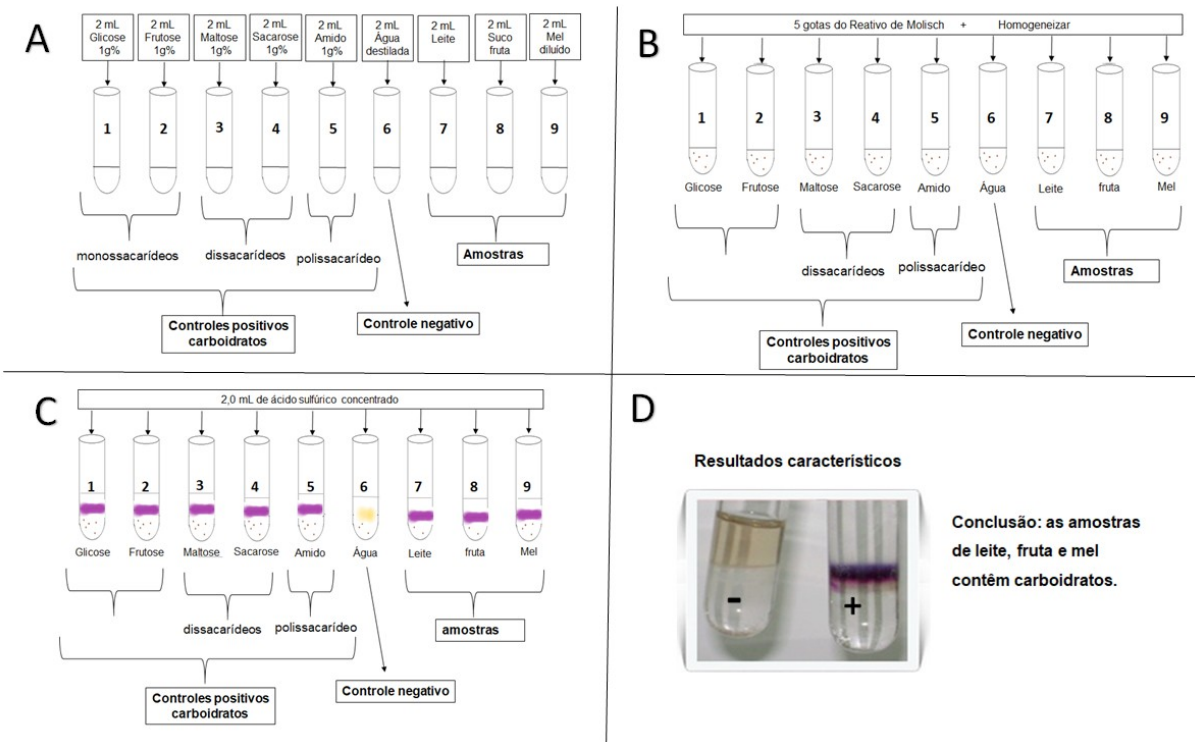 A
2 mL
Glicose
1g%
2 mL
Frutose
1g%
2 mL
Maltose
1g%
2 mL
Sacarose
1g%
2 mL
Amido
1g%
2 mL
Água
destilada
2 mL
Leite
2 mL
Suco
fruta
2 mL
Mel
diluído
1 2 3 4 5 6 7 8 9
monossacarídeos
dissacarídeos
polissacarídeo
Amostras
Controles positivos
carboidratos
Controle negativo
B
5 gotas do Reativo de Molisch + Homogeneizar
1 2 3 4 5 6 7 8 9
Glicose Frutose Maltose Sacarose Amido Água Leite fruta Mel
dissacarídeos
polissacarídeo
Amostras
Controle negativo
Controles positivos
carboidratos
C
2,0 mL de ácido sulfúrico concentrado
1 2 3 4 5 6 7 8 9
Glicose Frutose Maltose Sacarose Amido Água Leite fruta Mel
dissacarídeos
polissacarídeo
amostras
Controles positivos
carboidratos
Controle negativo
D
Resultados característicos
- +
Conclusão: as amostras
de leite, fruta e mel
contêm carboidratos.